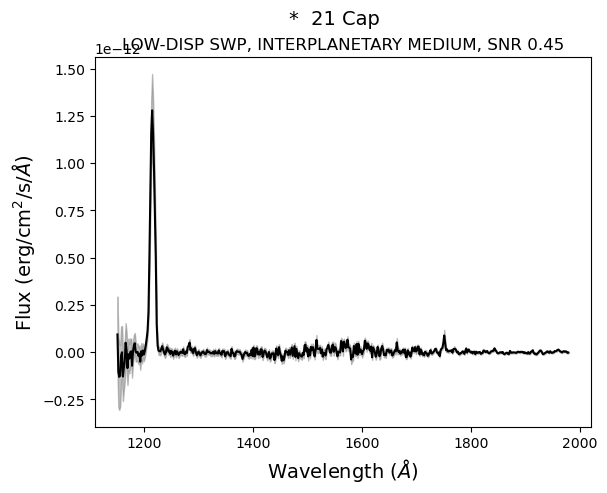 * 21 Cap
1e−12
LOW-DISP SWP, INTERPLANETARY MEDIUM, SNR 0.45
1.50
1.25
1.00
0.75
0.50
0.25
0.00
−0.25
Flux (erg/cm²/s/Å)
1200 1400 1600 1800 2000
Wavelength (Å)